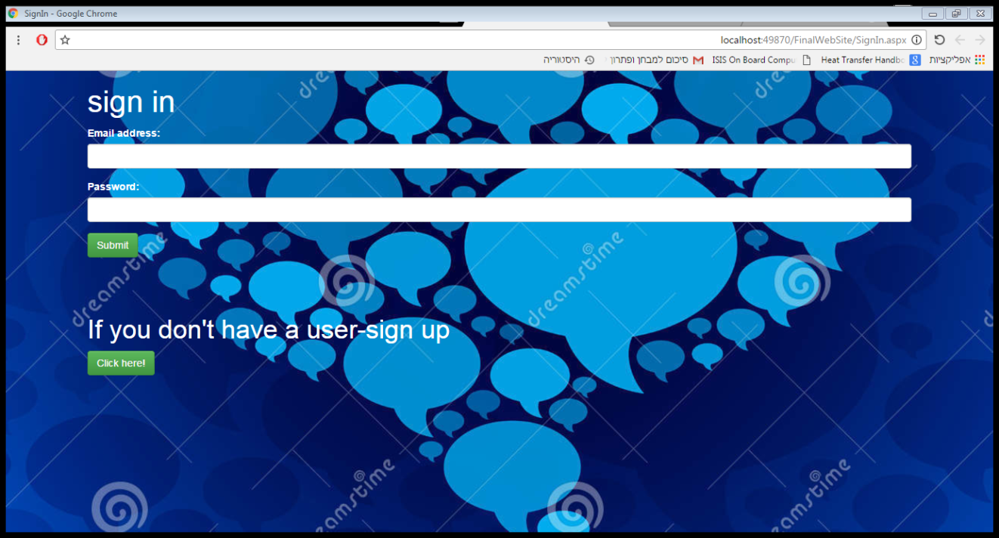 SignIn - Google Chrome
localhost:49870/FinalWebSite/SignIn.aspx
אפליקציות
Heat Transfer Handbo
ISIS On Board Compu
סיכום למבחן ופתרון
היסטוריה
sign in
Email address:
Password:
Submit
If you don't have a user-sign up
Click here!
dreamstime
dreamstime
dreamstime
dreamstime